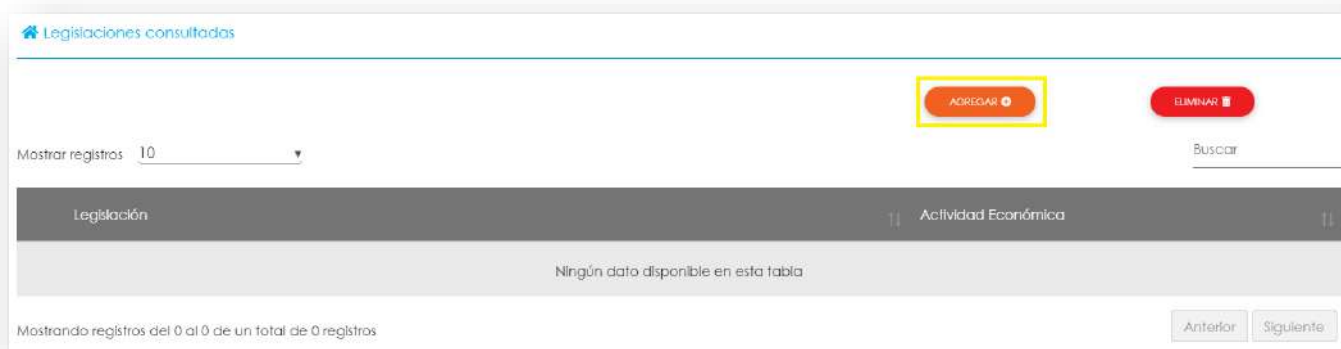 Legislaciones consultadas
AGREGAR
ELIMINAR
Mostrar registros 10
Buscar
Legislación
Actividad Económica
Ningún dato disponible en esta tabla
Mostrando registros del 0 al 0 de un total de 0 registros
Anterior
Siguiente